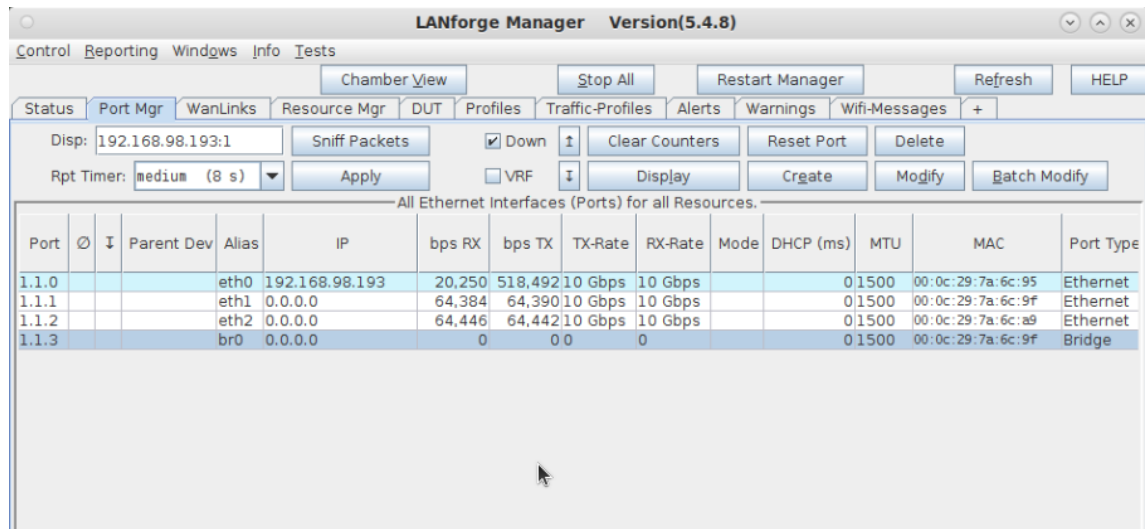 LANforge Manager Version(5.4.8)
Control Reporting Windows Info Tests
Chamber View Stop All Restart Manager Refresh HELP
Status Port Mgr WanLinks Resource Mgr DUT Profiles Traffic-Profiles Alerts Warnings Wifi-Messages +
Disp: 192.168.98.193:1 Sniff Packets Down ↥ Clear Counters Reset Port Delete
Rpt Timer: medium (8 s) Apply VRF ↧ Display Create Modify Batch Modify
All Ethernet Interfaces (Ports) for all Resources.
Port ∅ ↧ Parent Dev Alias IP bps RX bps TX TX-Rate RX-Rate Mode DHCP (ms) MTU MAC Port Type
1.1.0 eth0 192.168.98.193 20,250 518,492 10 Gbps 10 Gbps 0 1500 00:0c:29:7a:6c:95 Ethernet
1.1.1 eth1 0.0.0.0 64,384 64,390 10 Gbps 10 Gbps 0 1500 00:0c:29:7a:6c:9f Ethernet
1.1.2 eth2 0.0.0.0 64,446 64,442 10 Gbps 10 Gbps 0 1500 00:0c:29:7a:6c:a9 Ethernet
1.1.3 br0 0.0.0.0 0 0 0 0 0 1500 00:0c:29:7a:6c:9f Bridge